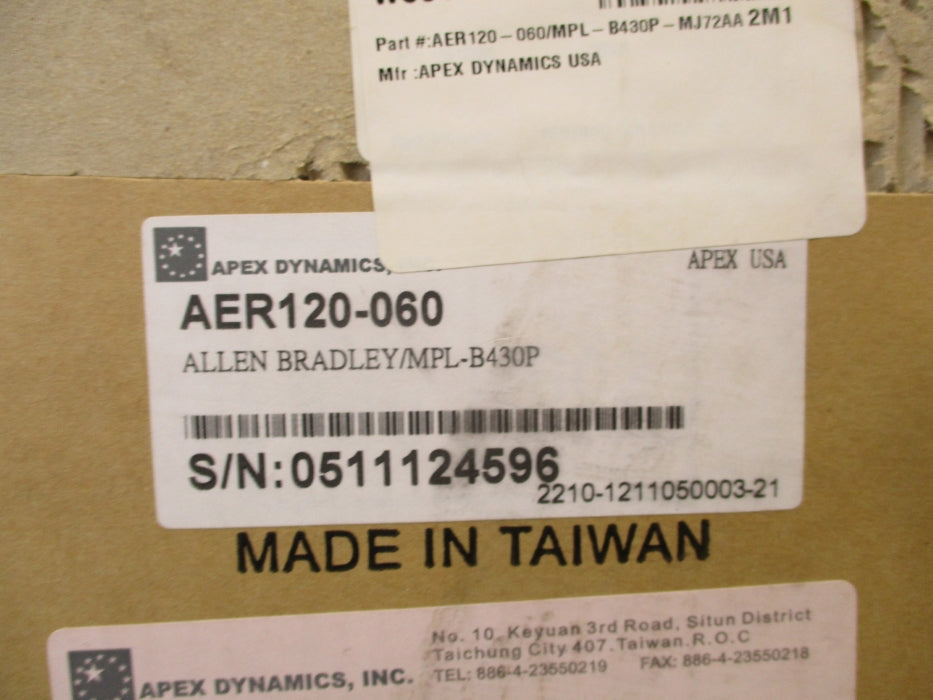 Part #:AER120-060/MPL-B430P-MJ72AA 2M1
Mfr :APEX DYNAMICS USA
APEX DYNAMICS,
APEX USA
AER120-060
ALLEN BRADLEY/MPL-B430P
S/N:0511124596
2210-1211050003-21
MADE IN TAIWAN
APEX DYNAMICS, INC.
No. 10, Keyuan 3rd Road, Situn District
Taichung City 407.Taiwan.R.O.C
TEL: 886-4-23550219 FAX: 886-4-23550218